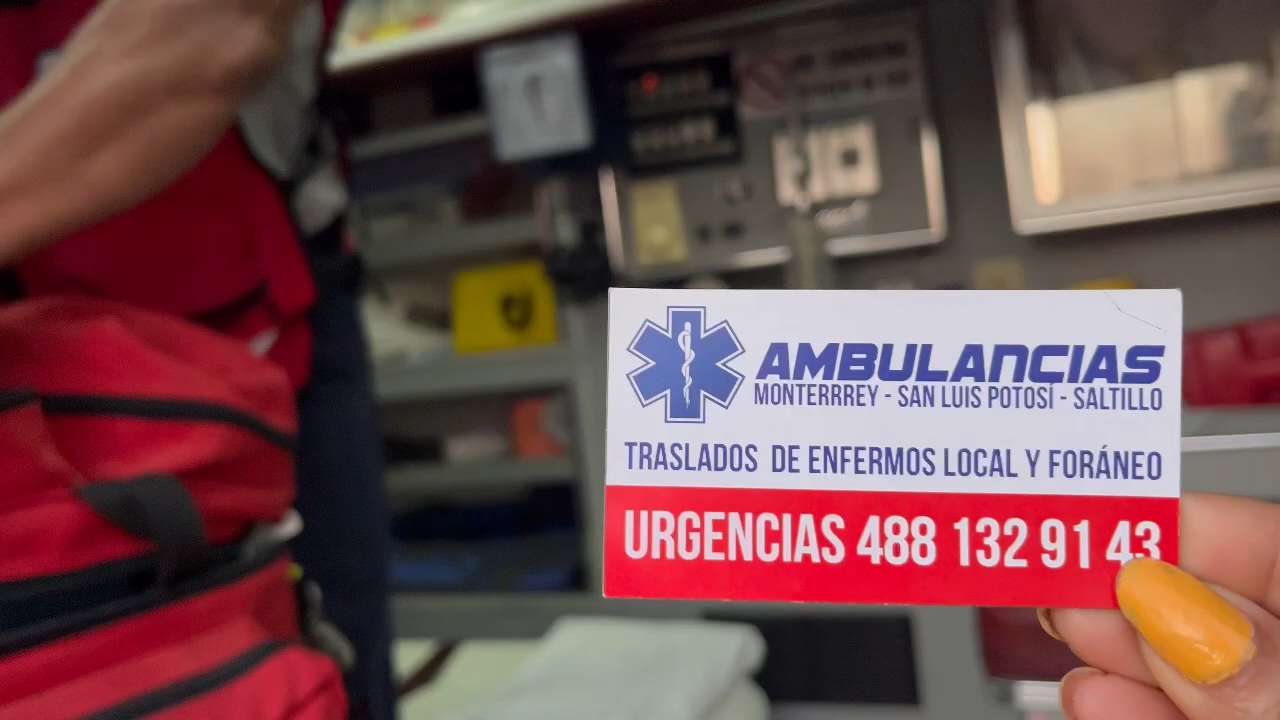 AMBULANCIAS
MONTERRREY - SAN LUIS POTOSÍ - SALTILLO
TRASLADOS DE ENFERMOS LOCAL Y FORÁNEO
URGENCIAS 488 132 91 43